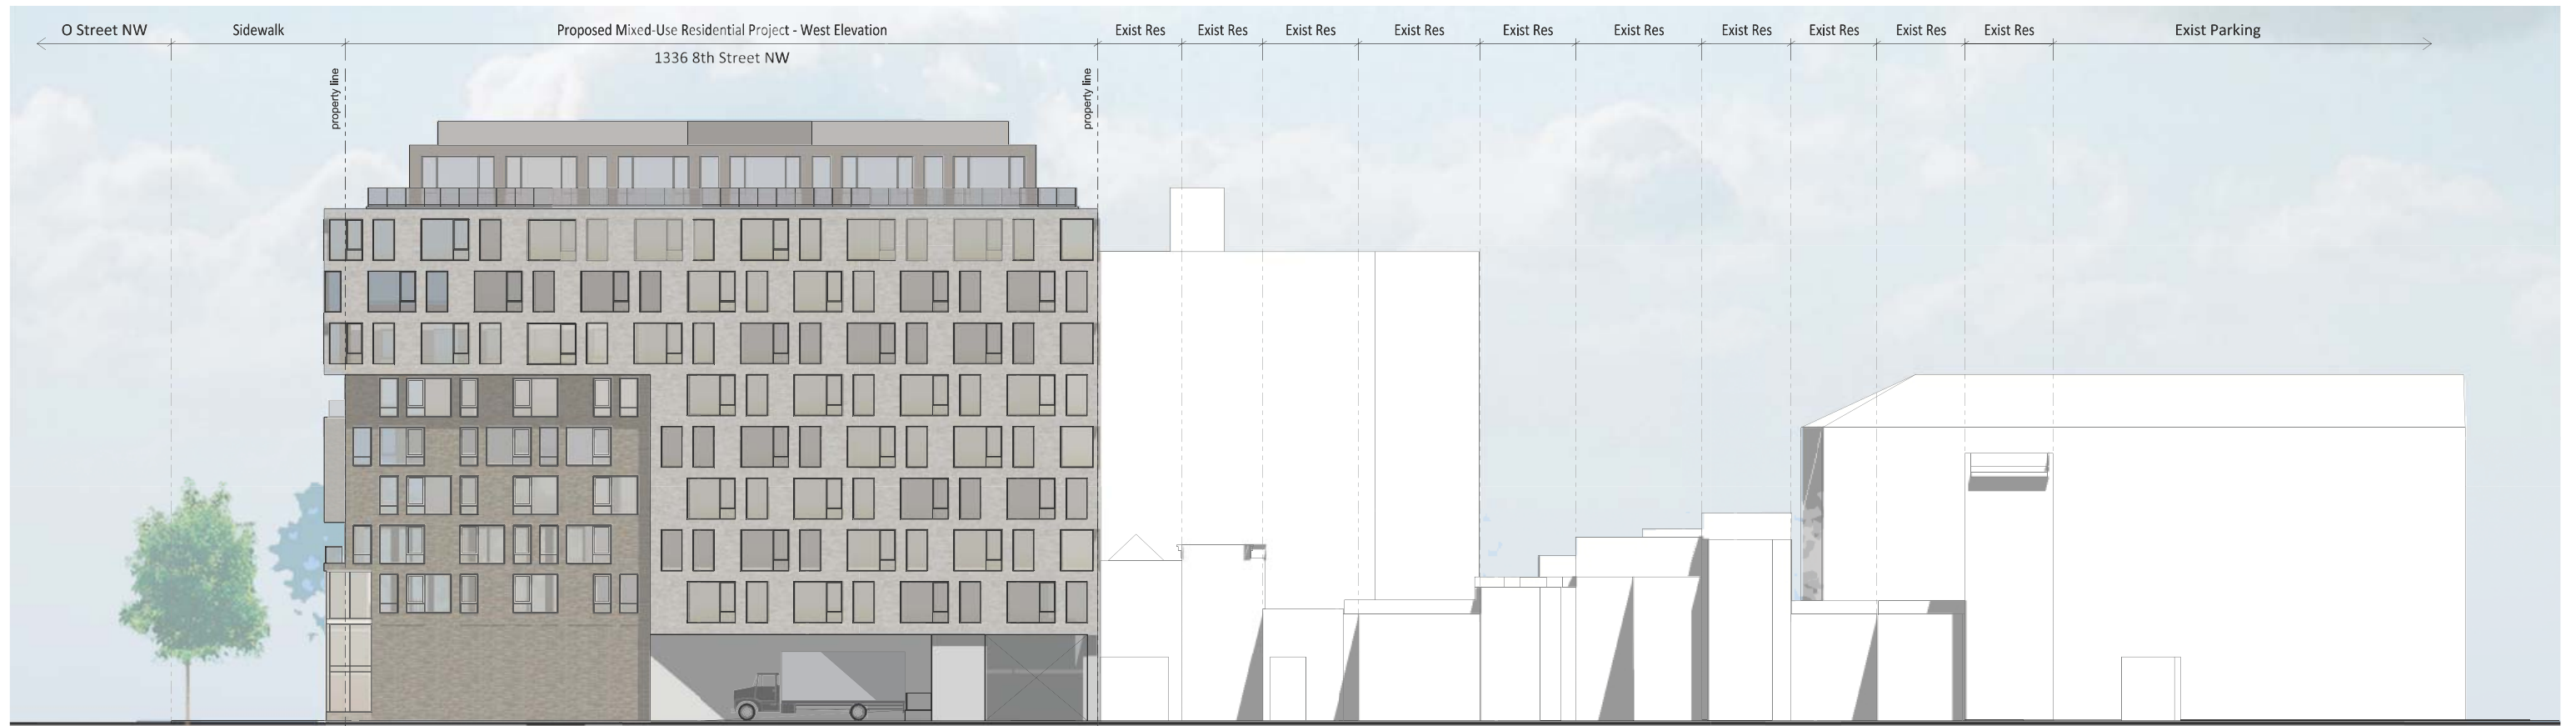 O Street NW
Sidewalk
Proposed Mixed-Use Residential Project - West Elevation
Exist Res
Exist Res
Exist Res
Exist Res
Exist Res
Exist Res
Exist Res
Exist Res
Exist Res
Exist Res
Exist Parking
1336 8th Street NW
property line
property line